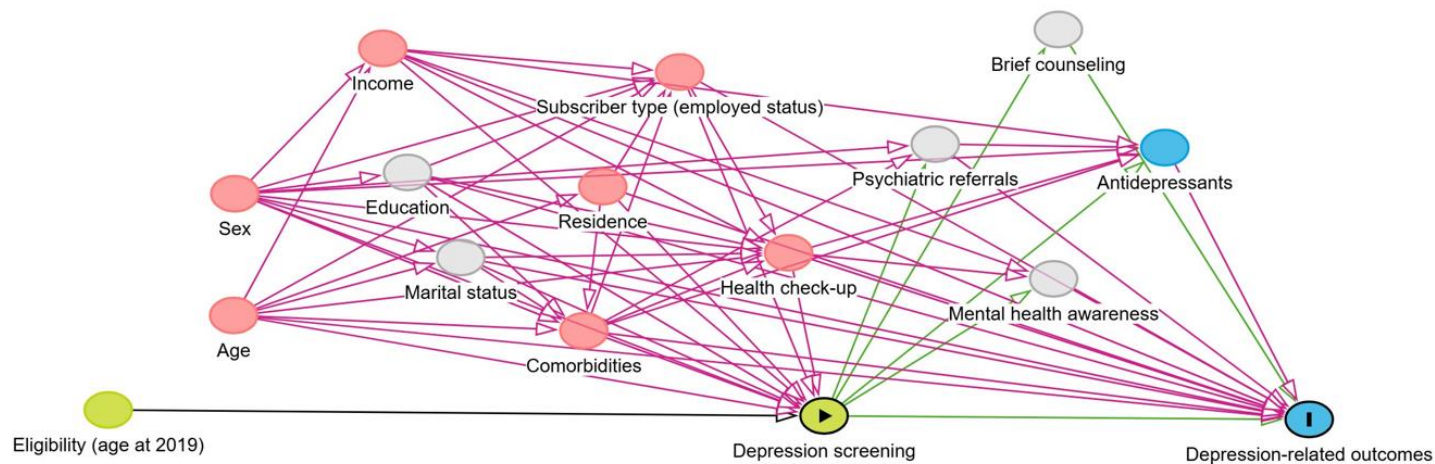 Brief counseling
Income
Subscriber type (employed status)
Psychiatric referrals
Antidepressants
Education
Residence
Sex
Marital status
Health check-up
Mental health awareness
Age
Comorbidities
Eligibility (age at 2019)
Depression screening
Depression-related outcomes